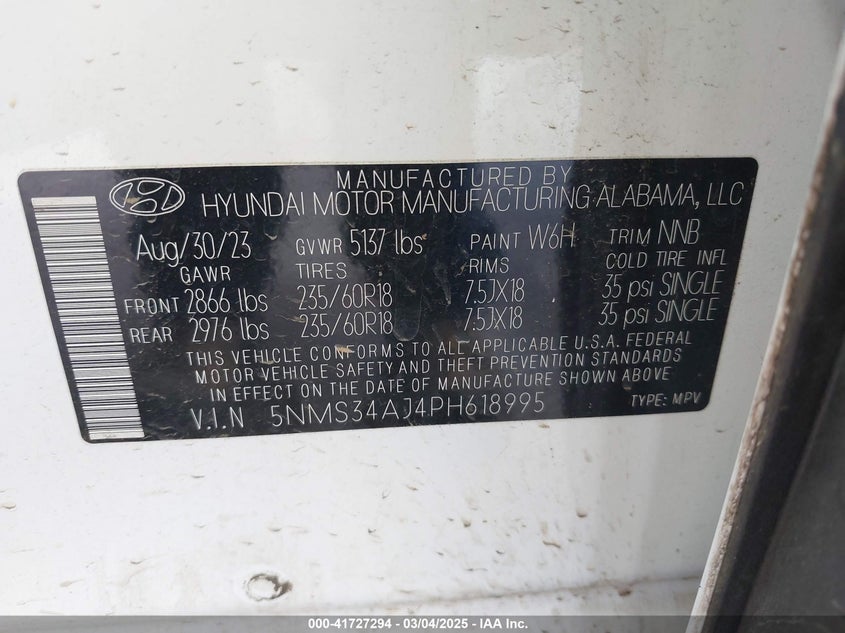 MANUFACTURED BY
HYUNDAI MOTOR MANUFACTURING ALABAMA, LLC
Aug/30/23 GVWR 5137 lbs PAINT W6H TRIM NNB
GAWR TIRES RIMS COLD TIRE INFL
FRONT 2866 lbs 235/60R18 7.5JX18 35 psi SINGLE
REAR 2976 lbs 235/60R18 7.5JX18 35 psi SINGLE
THIS VEHICLE CONFORMS TO ALL APPLICABLE U.S.A. FEDERAL
MOTOR VEHICLE SAFETY AND THEFT PREVENTION STANDARDS
IN EFFECT ON THE DATE OF MANUFACTURE SHOWN ABOVE
V.I.N 5NMS34AJ4PH618995 TYPE: MPV
000-41727294 - 03/04/2025 - IAA Inc.